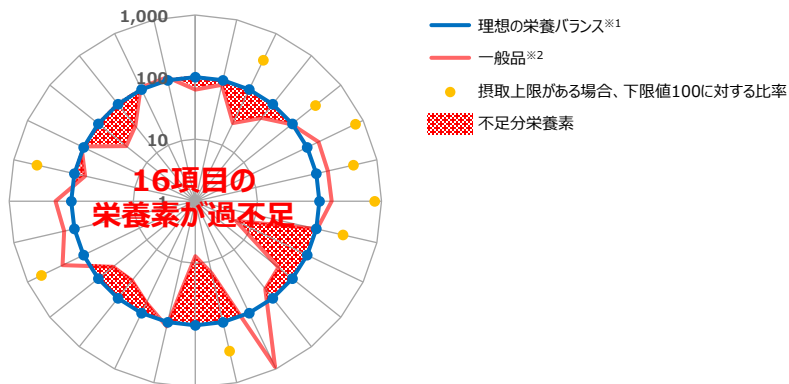 1,000
100
10
1
16項目の
栄養素が過不足
理想の栄養バランス※1
一般品※2
摂取上限がある場合、下限値100に対する比率
不足分栄養素